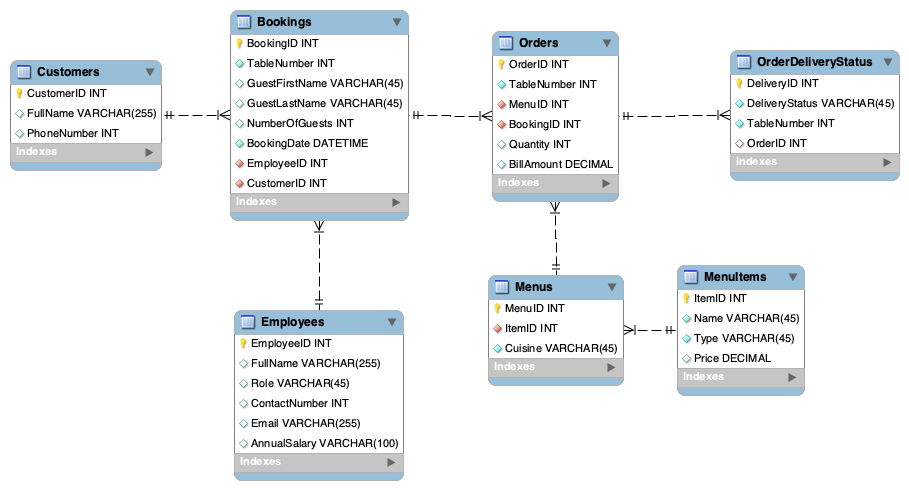 Customers
CustomerID INT
FullName VARCHAR(255)
PhoneNumber INT
Indexes
Bookings
BookingID INT
TableNumber INT
GuestFirstName VARCHAR(45)
GuestLastName VARCHAR(45)
NumberOfGuests INT
BookingDate DATETIME
EmployeeID INT
CustomerID INT
Indexes
Orders
OrderID INT
TableNumber INT
MenuID INT
BookingID INT
Quantity INT
BillAmount DECIMAL
Indexes
OrderDeliveryStatus
DeliveryID INT
DeliveryStatus VARCHAR(45)
TableNumber INT
OrderID INT
Indexes
Employees
EmployeeID INT
FullName VARCHAR(255)
Role VARCHAR(45)
ContactNumber INT
Email VARCHAR(255)
AnnualSalary VARCHAR(100)
Indexes
Menus
MenuID INT
ItemID INT
Cuisine VARCHAR(45)
Indexes
MenuItems
ItemID INT
Name VARCHAR(45)
Type VARCHAR(45)
Price DECIMAL
Indexes